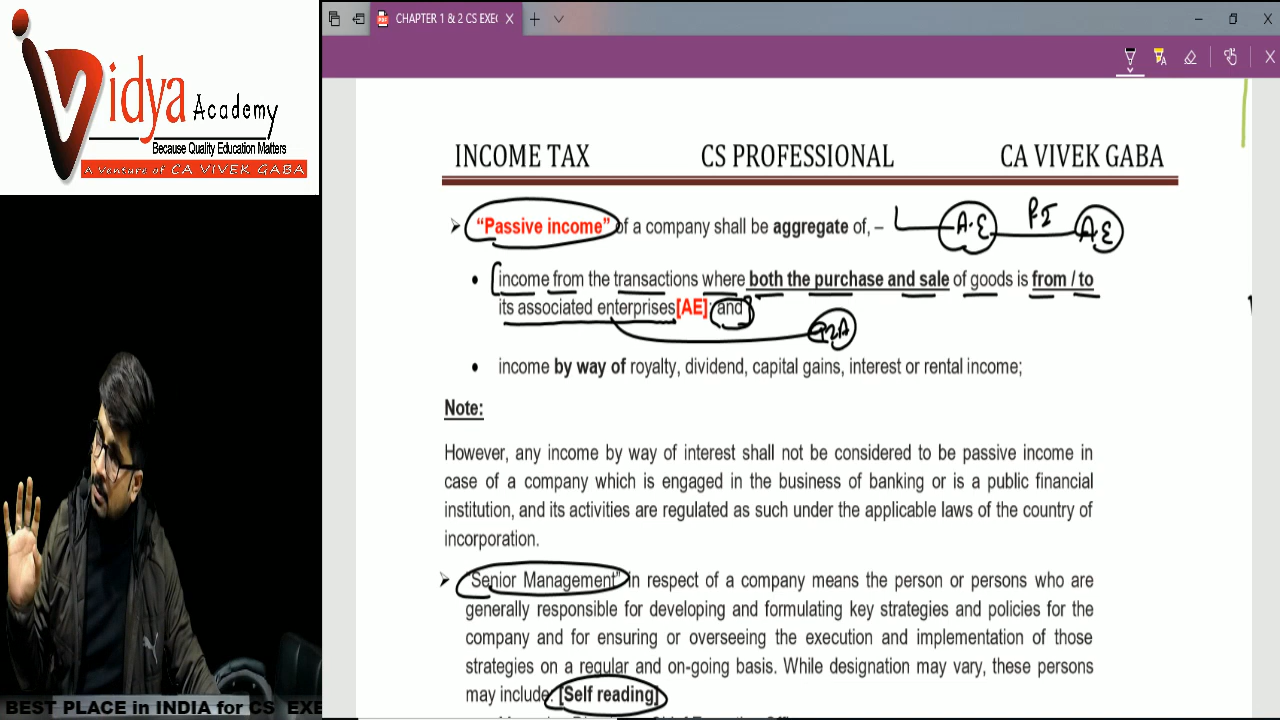 CHAPTER 1 & 2 CS EXEC
Vidya
Academy
Because Quality Education Matters
A Venture of CA VIVEK GABA
INCOME TAX CS PROFESSIONAL CA VIVEK GABA
“Passive income” of a company shall be aggregate of, – A.E P.I A.E
income from the transactions where both the purchase and sale of goods is from / to
its associated enterprises[AE]; and
income by way of royalty, dividend, capital gains, interest or rental income;
Note:
However, any income by way of interest shall not be considered to be passive income in
case of a company which is engaged in the business of banking or is a public financial
institution, and its activities are regulated as such under the applicable laws of the country of
incorporation.
“Senior Management” In respect of a company means the person or persons who are
generally responsible for developing and formulating key strategies and policies for the
company and for ensuring or overseeing the execution and implementation of those
strategies on a regular and on-going basis. While designation may vary, these persons
may include: [Self reading]
BEST PLACE in INDIA for CS EXE